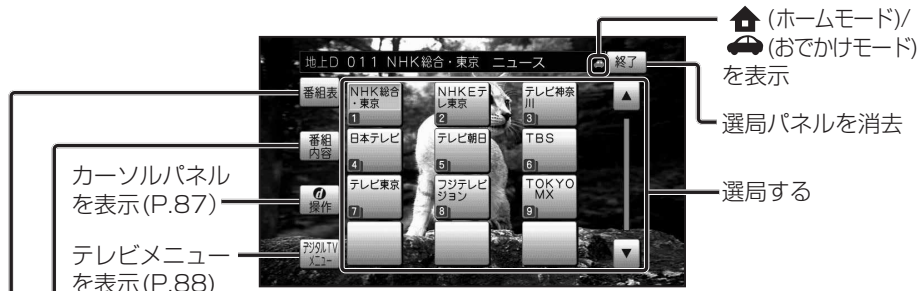 (ホームモード)/
(おでかけモード)
を表示
地上D 011 NHK総合・東京 ニュース
終了
選局パネルを消去
番組表
NHK総合
・東京
1
NHKEテ
レ東京
2
テレビ神奈
川
3
▲
番組
内容
日本テレビ
4
テレビ朝日
5
TBS
6
選局する
カーソルパネル
を表示(P.87)
d
操作
テレビ東京
7
フジテレビ
ジョン
8
TOKYO
MX
9
テレビメニュー
を表示(P.88)
デジタルTV
メニュー
▼